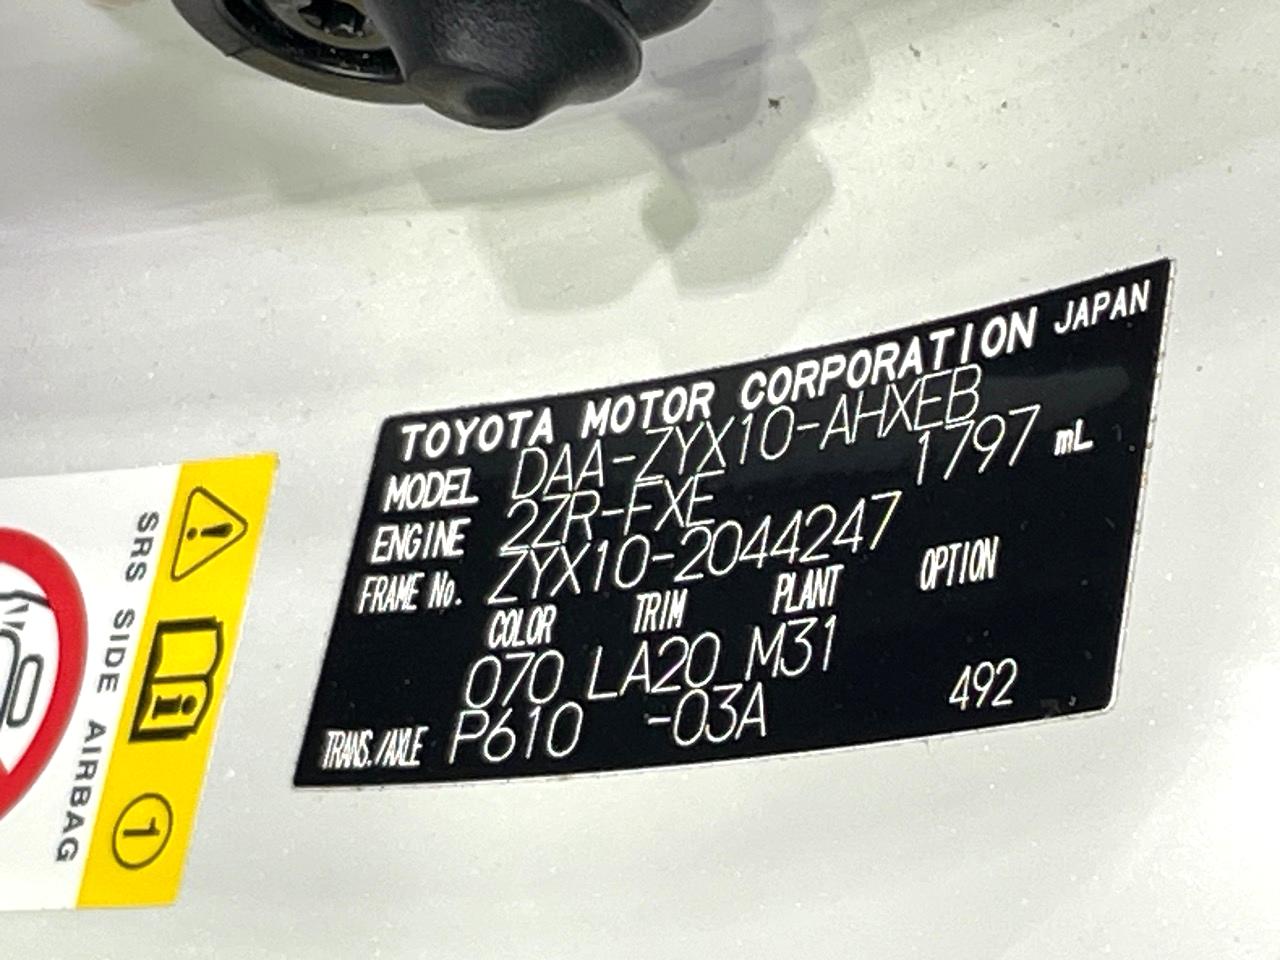 TOYOTA MOTOR CORPORATION JAPAN
MODEL DAA-ZYX10-AHXEB
ENGINE 2ZR-FXE 1797 mL
FRAME No. ZYX10-2044247
COLOR TRIM PLANT OPTION
070 LA20 M31
TRANS./AXLE P610 -03A 492
SRS SIDE AIRBAG
1